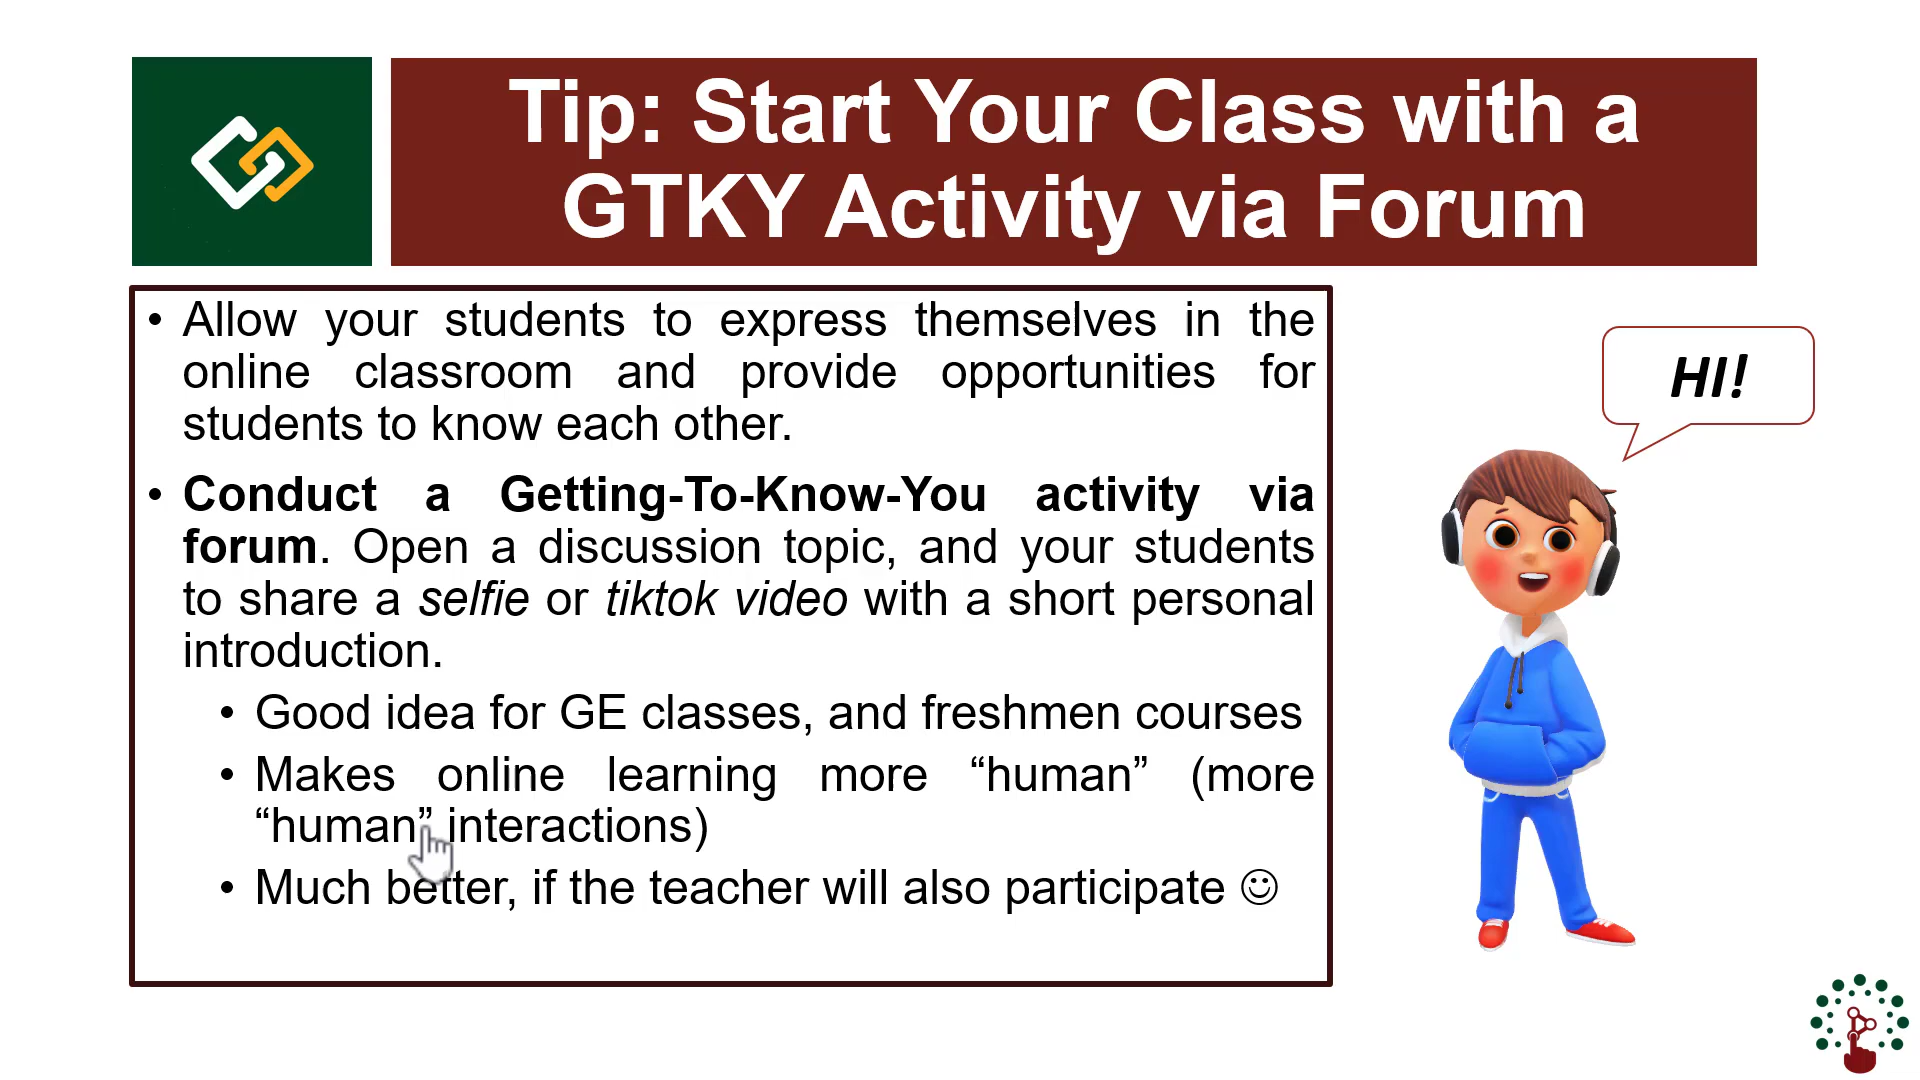 Tip: Start Your Class with a
GTKY Activity via Forum
• Allow your students to express themselves in the
online classroom and provide opportunities for
students to know each other.
• Conduct a Getting-To-Know-You activity via
forum. Open a discussion topic, and your students
to share a selfie or tiktok video with a short personal
introduction.
• Good idea for GE classes, and freshmen courses
• Makes online learning more “human” (more
“human” interactions)
• Much better, if the teacher will also participate ☺
HI!